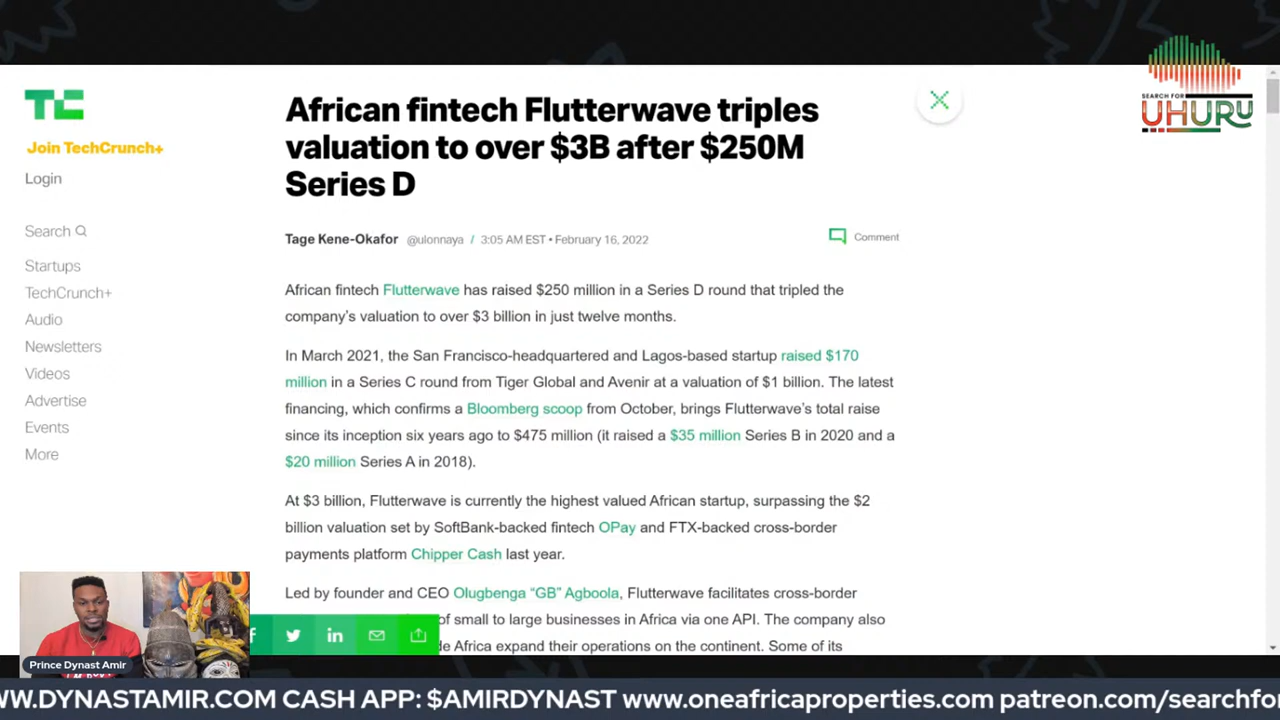 SEARCH FOR
UHURU
TC
Join TechCrunch+
Login
Search
Startups
TechCrunch+
Audio
Newsletters
Videos
Advertise
Events
More
African fintech Flutterwave triples
valuation to over $3B after $250M
Series D
Tage Kene-Okafor @ulonnaya / 3:05 AM EST • February 16, 2022
Comment
African fintech Flutterwave has raised $250 million in a Series D round that tripled the
company’s valuation to over $3 billion in just twelve months.
In March 2021, the San Francisco-headquartered and Lagos-based startup raised $170
million in a Series C round from Tiger Global and Avenir at a valuation of $1 billion. The latest
financing, which confirms a Bloomberg scoop from October, brings Flutterwave’s total raise
since its inception six years ago to $475 million (it raised a $35 million Series B in 2020 and a
$20 million Series A in 2018).
At $3 billion, Flutterwave is currently the highest valued African startup, surpassing the $2
billion valuation set by SoftBank-backed fintech OPay and FTX-backed cross-border
payments platform Chipper Cash last year.
Led by founder and CEO Olugbenga “GB” Agboola, Flutterwave facilitates cross-border
of small to large businesses in Africa via one API. The company also
de Africa expand their operations on the continent. Some of its
Prince Dynast Amir
WW.DYNASTAMIR.COM CASH APP: $AMIRDYNAST www.oneafricaproperties.com patreon.com/searchfo